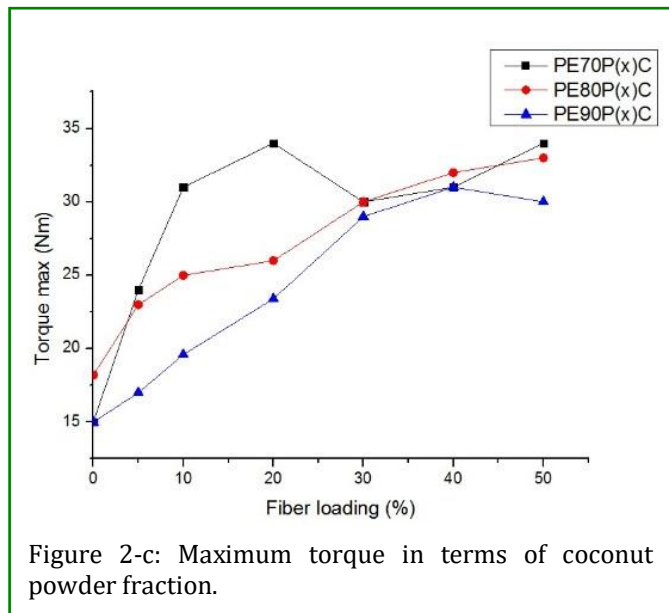 PE70P(x)C
PE80P(x)C
PE90P(x)C
35
30
25
20
15
Torque max (Nm)
0 10 20 30 40 50
Fiber loading (%)
Figure 2-c: Maximum torque in terms of coconut
powder fraction.